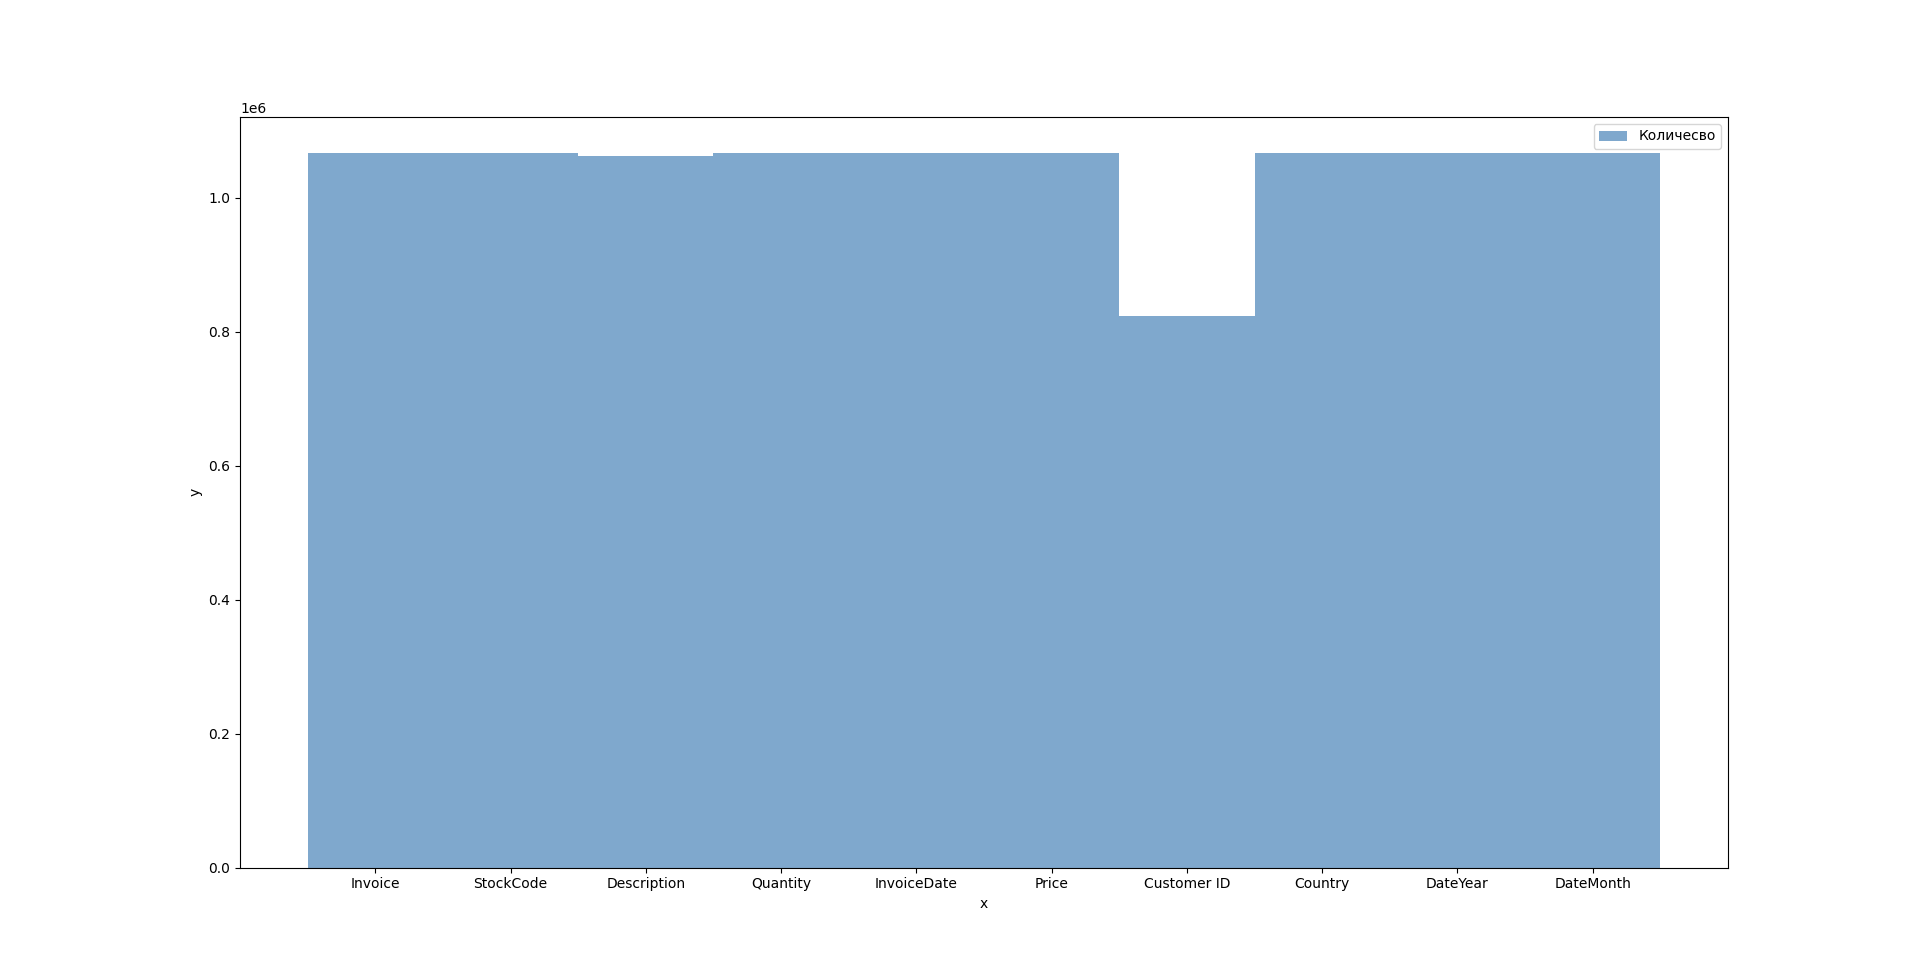 1e6
Количесво
1.0
0.8
0.6
0.4
0.2
0.0
y
Invoice StockCode Description Quantity InvoiceDate Price Customer ID Country DateYear DateMonth
x